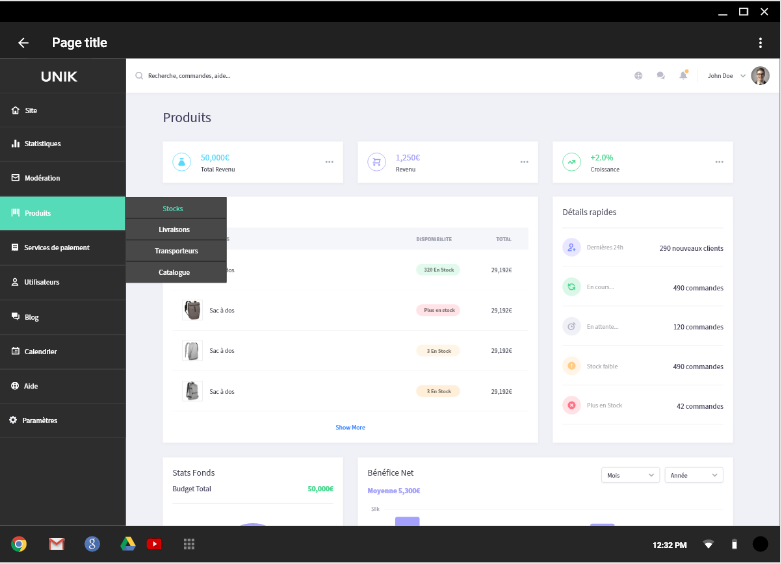 Page title
UNIK
Recherche, commandes, aide...
John Doe
Site
Statistiques
Modération
Produits
Services de paiement
Utilisateurs
Blog
Calendrier
Aide
Paramètres
Stocks
Livraisons
Transporteurs
Catalogue
Produits
50,000€
Total Revenu
1,250€
Revenu
+2.0%
Croissance
DISPONIBILITE
TOTAL
320 En Stock
29,192€
Sac à dos
Plus en stock
29,192€
Sac à dos
3 En Stock
29,192€
Sac à dos
3 En Stock
29,192€
Show More
Détails rapides
Dernières 24h
290 nouveaux clients
En cours...
490 commandes
En attente...
120 commandes
Stock faible
490 commandes
Plus en Stock
42 commandes
Stats Fonds
Budget Total
50,000€
Bénéfice Net
Moyenne 5,300€
Mois
Année
12:32 PM